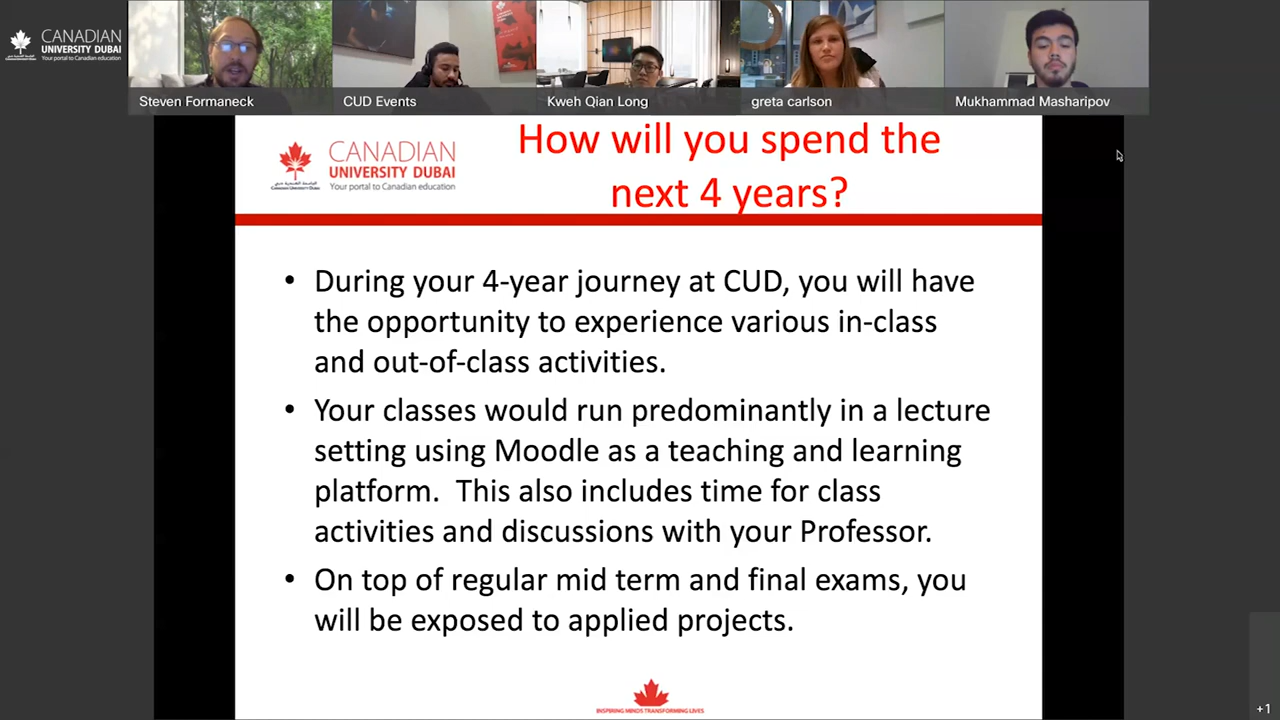 CANADIAN
UNIVERSITY DUBAI
Your portal to Canadian education
Steven Formaneck
CUD Events
Kweh Qian Long
greta carlson
Mukhammad Masharipov
CANADIAN
UNIVERSITY DUBAI
Your portal to Canadian education
How will you spend the
next 4 years?
• During your 4-year journey at CUD, you will have
the opportunity to experience various in-class
and out-of-class activities.
• Your classes would run predominantly in a lecture
setting using Moodle as a teaching and learning
platform.  This also includes time for class
activities and discussions with your Professor.
• On top of regular mid term and final exams, you
will be exposed to applied projects.
INSPIRING MINDS TRANSFORMING LIVES
+1